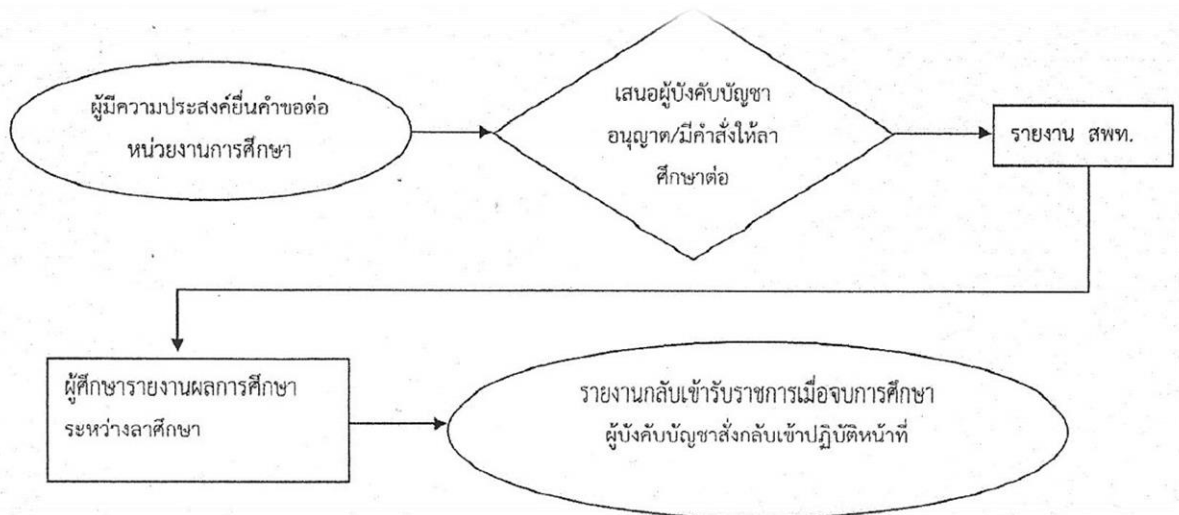 ผู้มีความประสงค์ยื่นคำขอต่อ
หน่วยงานการศึกษา
เสนอผู้บังคับบัญชา
อนุญาต/มีคำสั่งให้ลา
ศึกษาต่อ
รายงาน สพท.
ผู้ศึกษารายงานผลการศึกษา
ระหว่างลาศึกษา
รายงานกลับเข้ารับราชการเมื่อจบการศึกษา
ผู้บังคับบัญชาสั่งกลับเข้าปฏิบัติหน้าที่